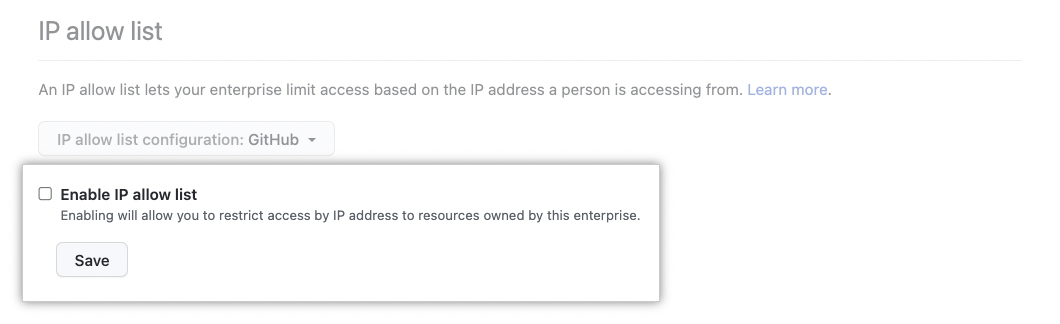 IP allow list
An IP allow list lets your enterprise limit access based on the IP address a person is accessing from. Learn more.
IP allow list configuration: GitHub
Enable IP allow list
Enabling will allow you to restrict access by IP address to resources owned by this enterprise.
Save